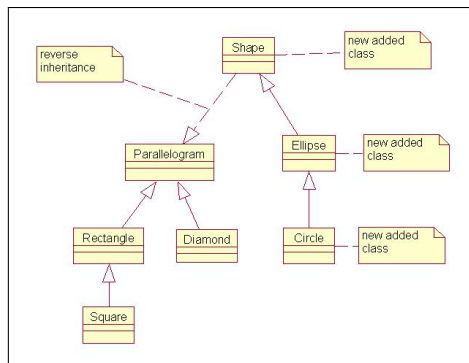 reverse
inheritance
Shape
new added
class
Parallelogram
Ellipse
new added
class
Rectangle
Diamond
Circle
new added
class
Square